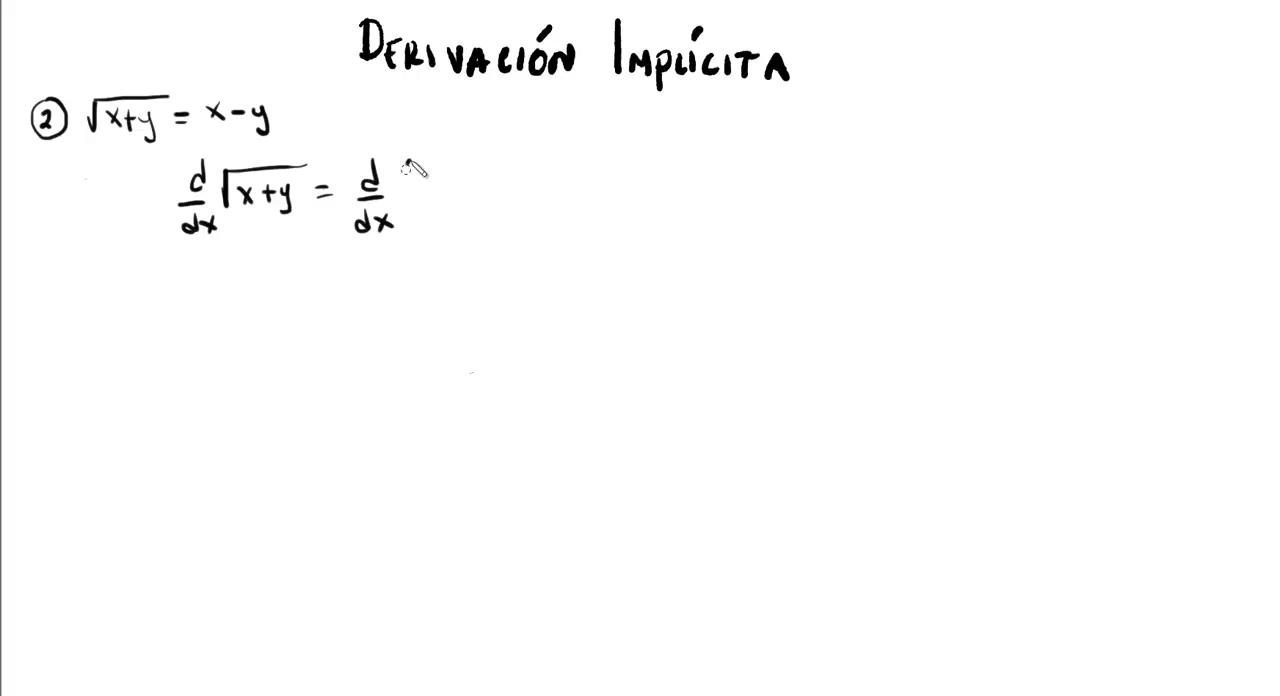 DERIVACIÓN IMPLÍCITA
② √x+y = x-y
d/dx √x+y = d/dx